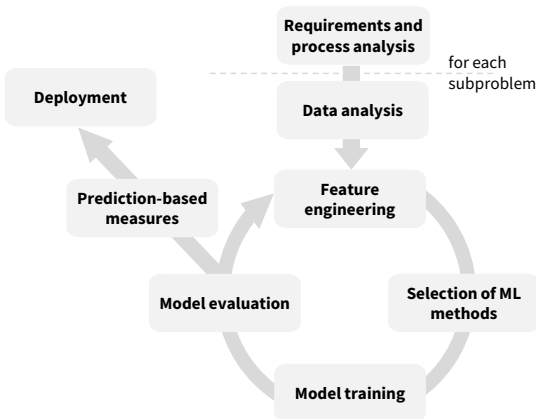 Requirements and
process analysis
for each
subproblem
Deployment
Data analysis
Prediction-based
measures
Feature
engineering
Model evaluation
Selection of ML
methods
Model training